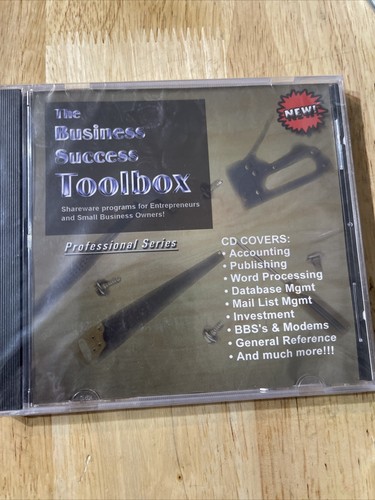 The
Business
Success
Toolbox
Shareware programs for Entrepreneurs
and Small Business Owners!
NEW!
Professional Series
CD COVERS:
• Accounting
• Publishing
• Word Processing
• Database Mgmt
• Mail List Mgmt
• Investment
• BBS's & Modems
• General Reference
• And much more!!!